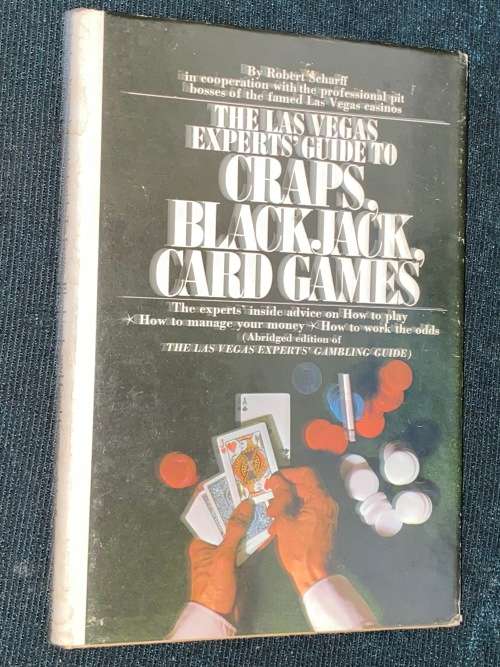 By Robert Scharff
in cooperation with the professional pit
bosses of the famed Las Vegas casinos
THE LAS VEGAS
EXPERTS' GUIDE TO
CRAPS,
BLACKJACK,
CARD GAMES
The experts' inside advice on How to play
*How to manage your money*How to work the odds
(Abridged edition of
THE LAS VEGAS EXPERTS' GAMBLING GUIDE)